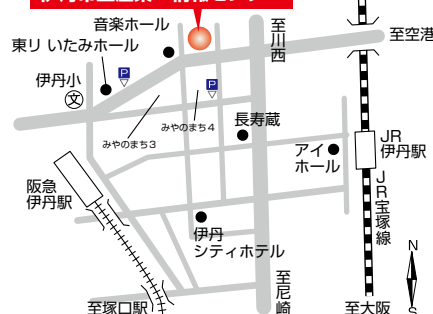 音楽ホール
東リ いたみホール
至川西
至空港
伊丹小
文
P
P
みやのまち3
みやのまち4
長寿蔵
アイ
ホール
JR
伊丹駅
阪急
伊丹駅
JR宝塚線
伊丹
シティホテル
N
至塚口駅
至尼崎
至大阪
S